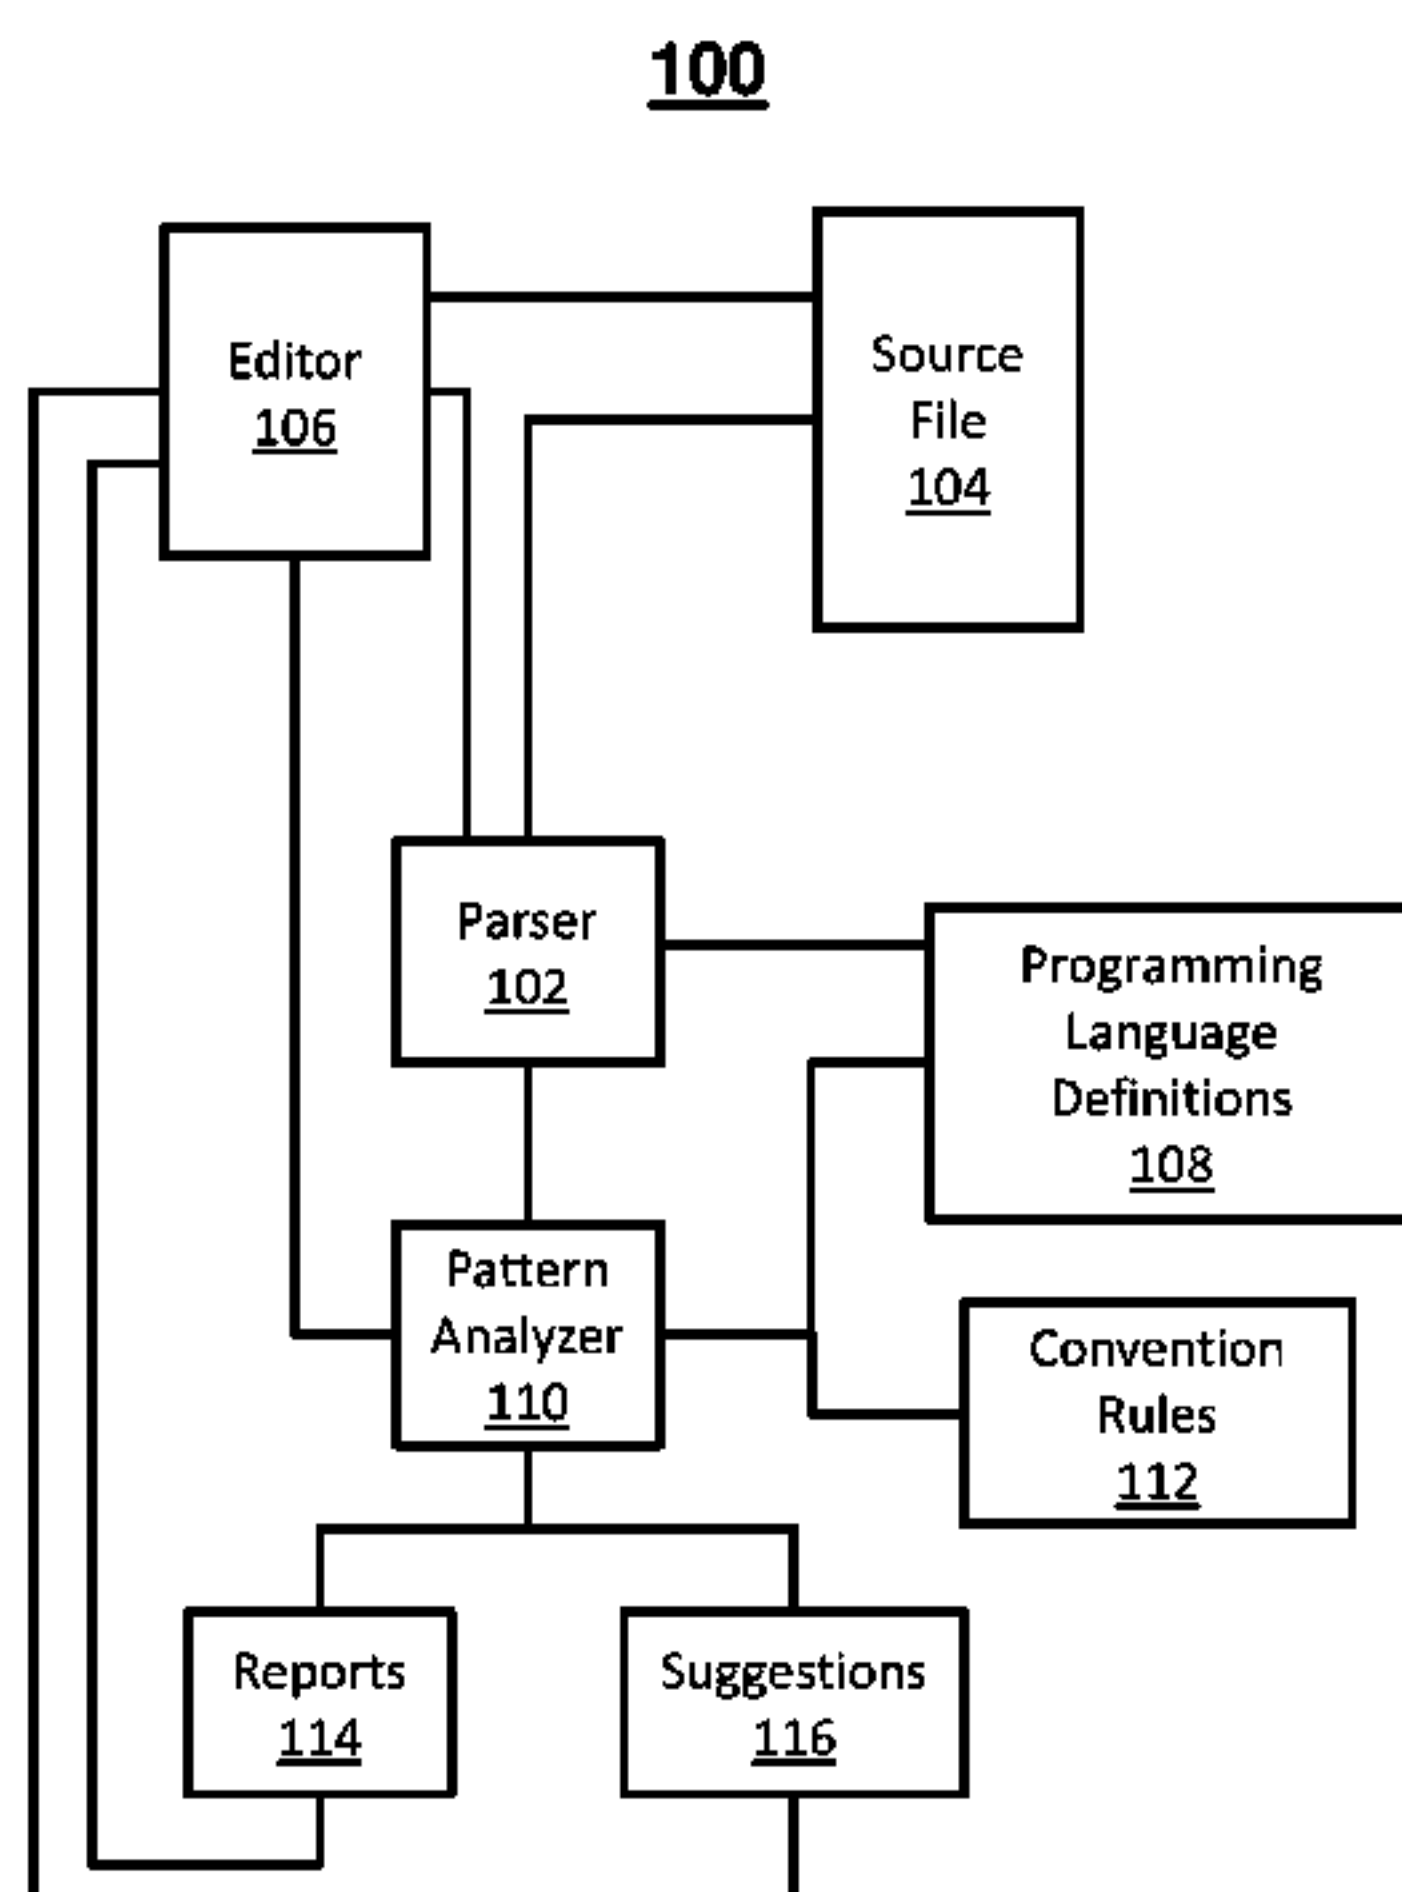 100
Editor
106
Source
File
104
Parser
102
Programming
Language
Definitions
108
Pattern
Analyzer
110
Convention
Rules
112
Reports
114
Suggestions
116